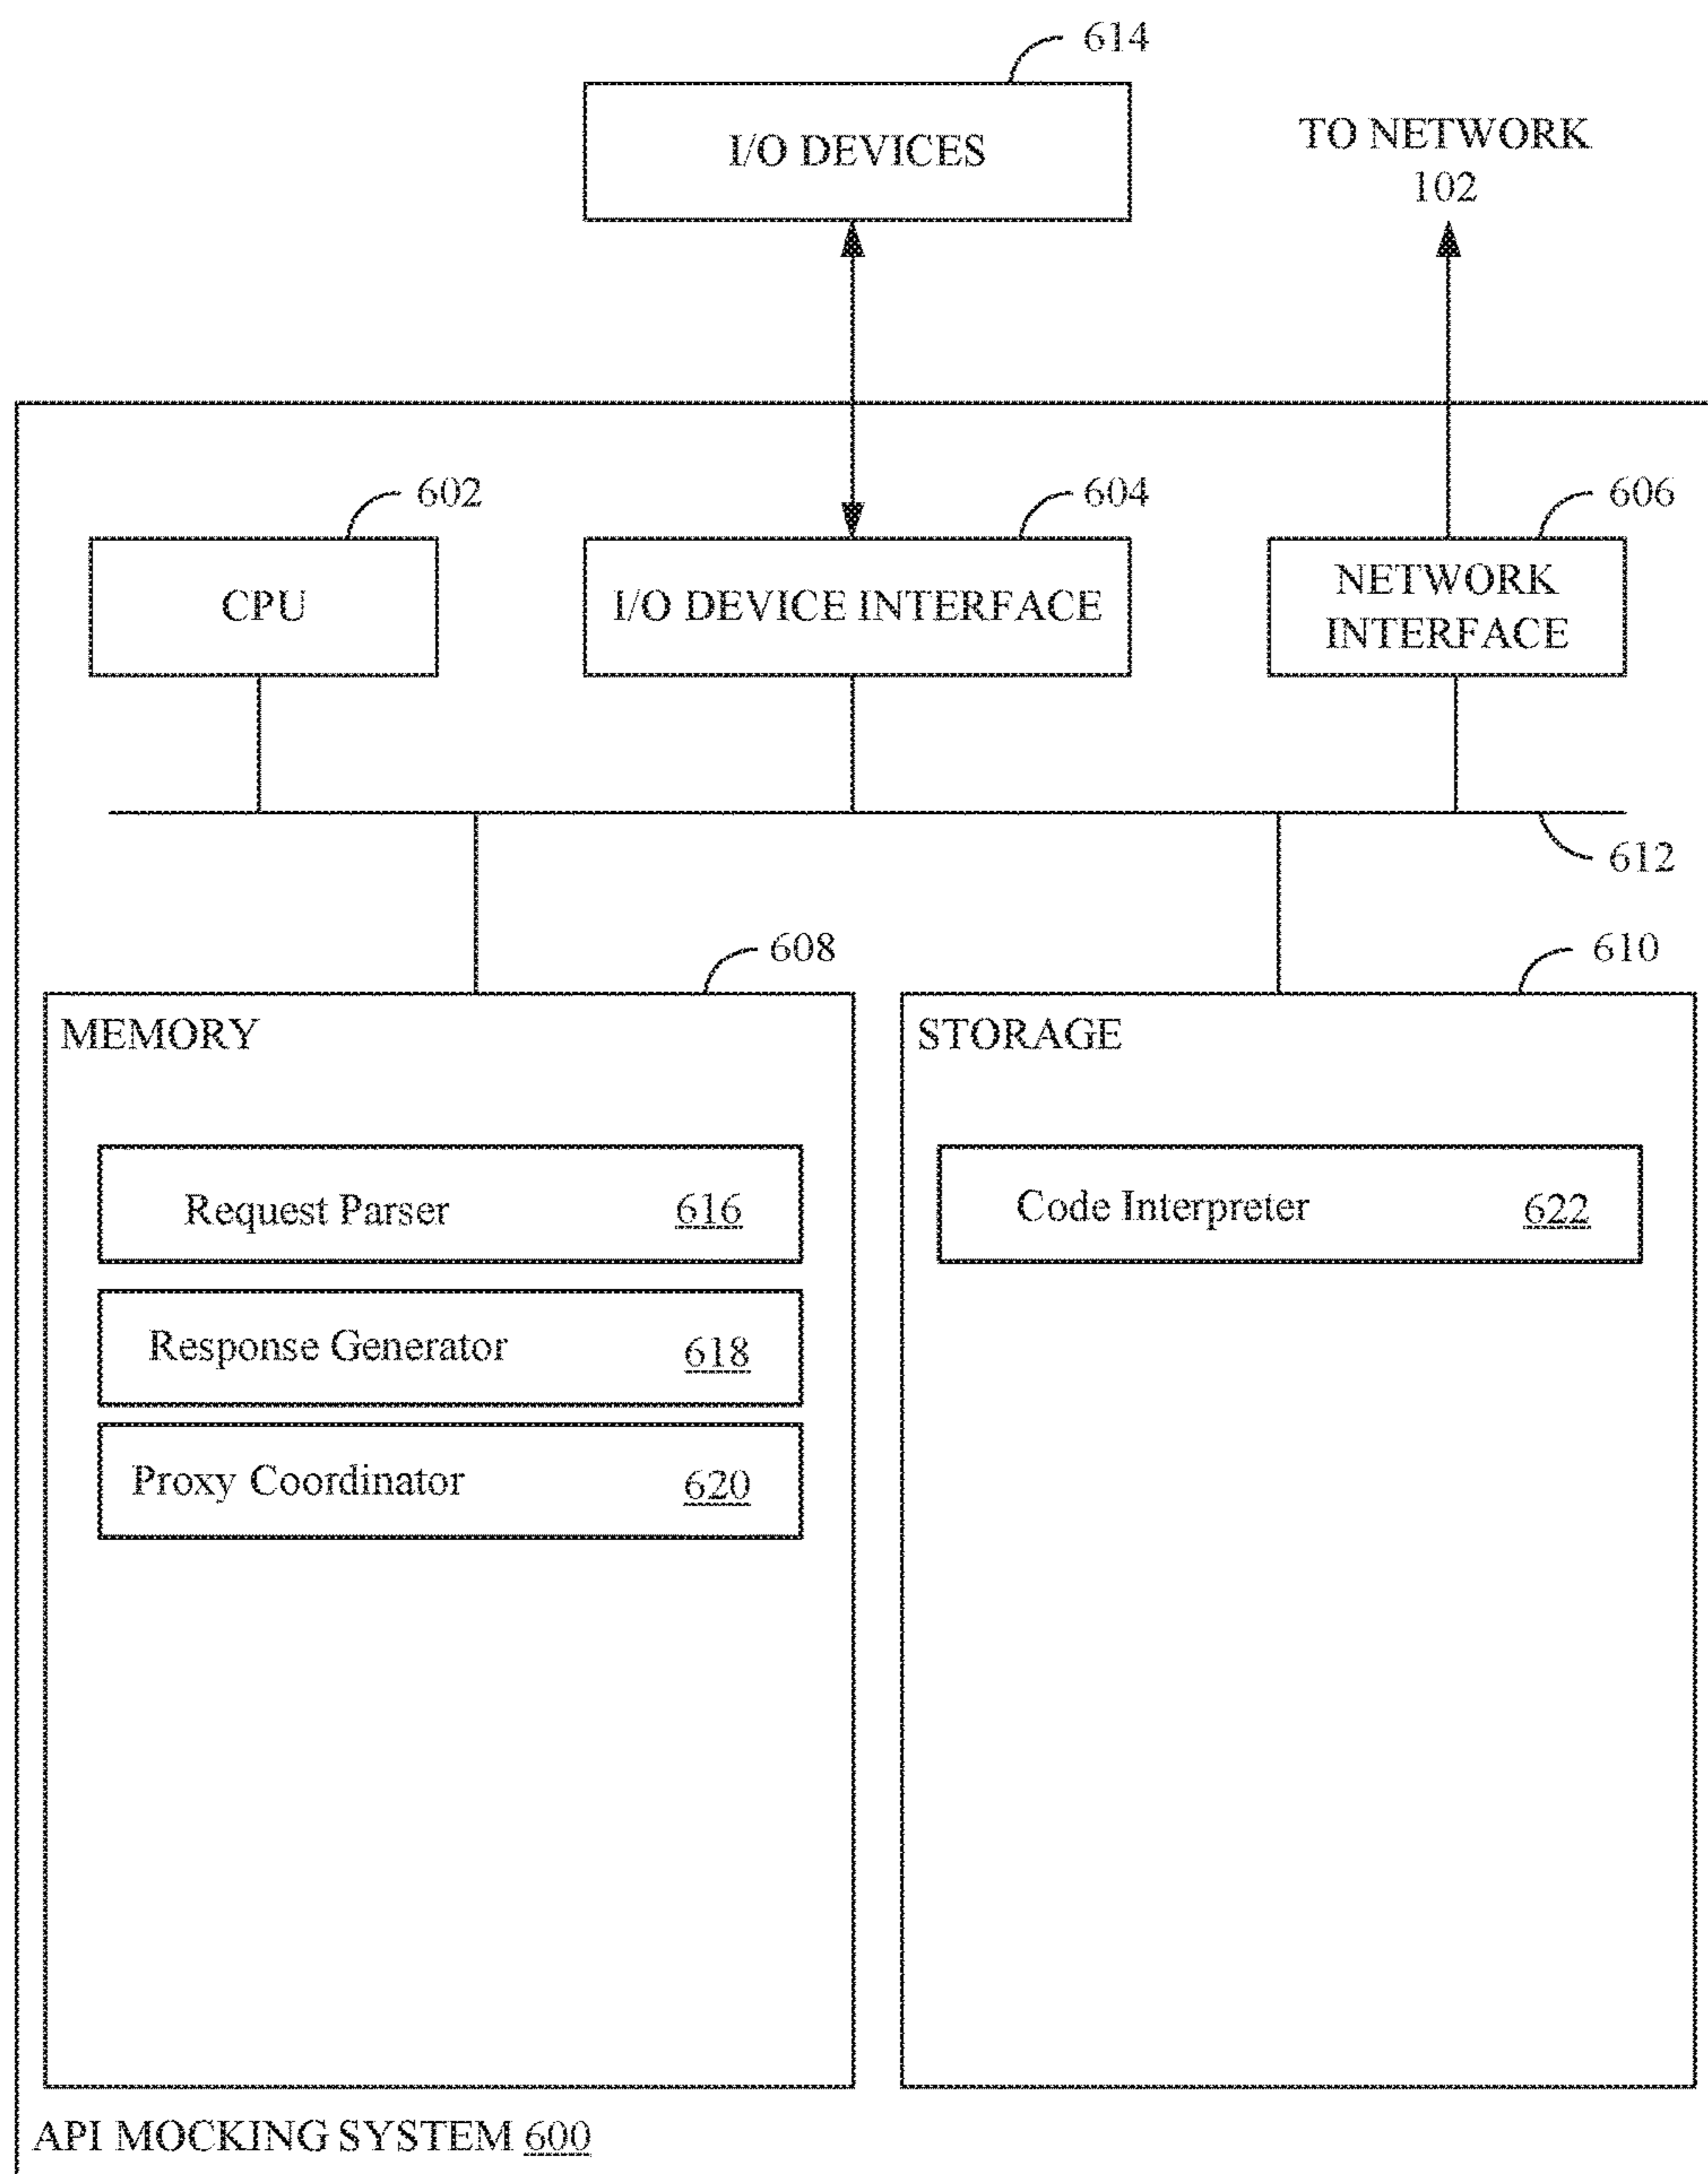 614
I/O DEVICES
TO NETWORK
102
602
604
606
CPU
I/O DEVICE INTERFACE
NETWORK
INTERFACE
612
608
610
MEMORY
STORAGE
Request Parser 616
Code Interpreter 622
Response Generator 618
Proxy Coordinator 620
API MOCKING SYSTEM 600